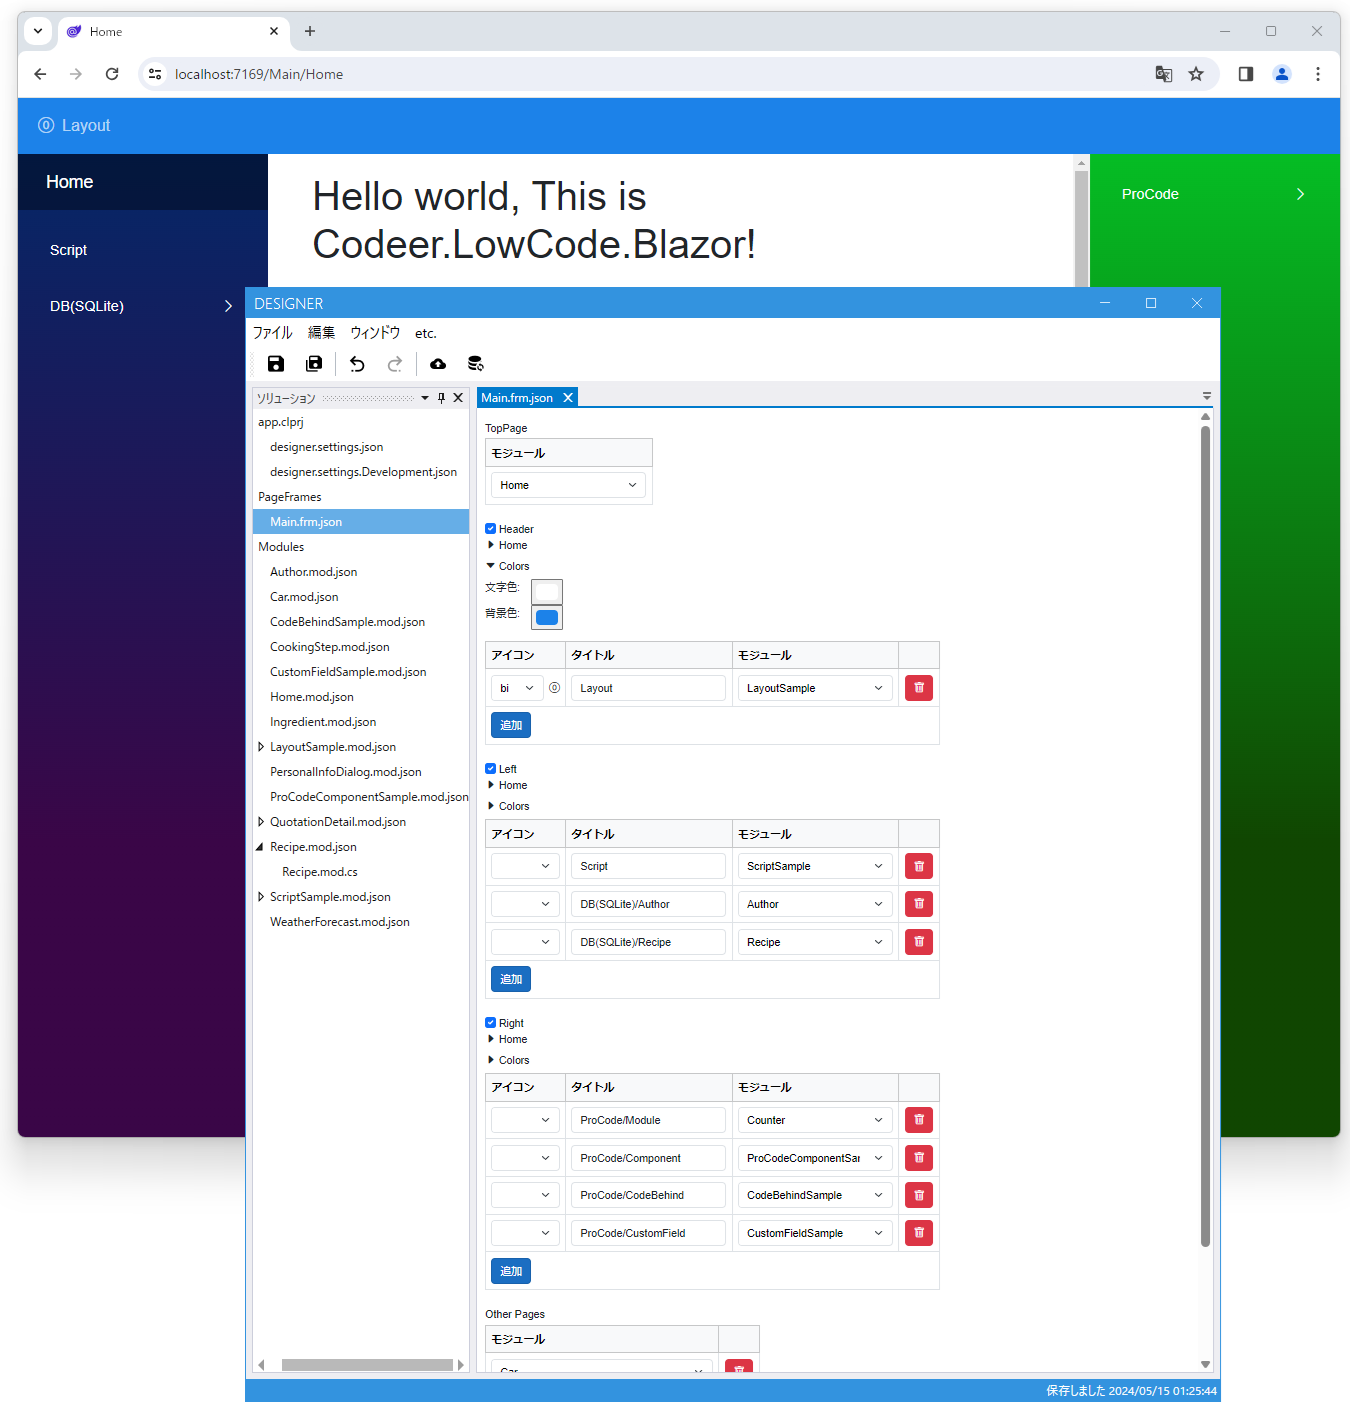 Home
localhost:7169/Main/Home
Layout
Home
Script
DB(SQLite)
Hello world, This is
Codeer.LowCode.Blazor!
ProCode
DESIGNER
ファイル 編集 ウィンドウ etc.
ソリューション
app.clprj
designer.settings.json
designer.settings.Development.json
PageFrames
Main.frm.json
Modules
Author.mod.json
Car.mod.json
CodeBehindSample.mod.json
CookingStep.mod.json
CustomFieldSample.mod.json
Home.mod.json
Ingredient.mod.json
LayoutSample.mod.json
PersonalInfoDialog.mod.json
ProCodeComponentSample.mod.json
QuotationDetail.mod.json
Recipe.mod.json
Recipe.mod.cs
ScriptSample.mod.json
WeatherForecast.mod.json
Main.frm.json
TopPage
モジュール
Home
Header
Home
Colors
文字色:
背景色:
アイコン タイトル モジュール
bi Layout LayoutSample
追加
Left
Home
Colors
アイコン タイトル モジュール
Script ScriptSample
DB(SQLite)/Author Author
DB(SQLite)/Recipe Recipe
追加
Right
Home
Colors
アイコン タイトル モジュール
ProCode/Module Counter
ProCode/Component ProCodeComponentSar
ProCode/CodeBehind CodeBehindSample
ProCode/CustomField CustomFieldSample
追加
Other Pages
モジュール
Car
保存しました 2024/05/15 01:25:44